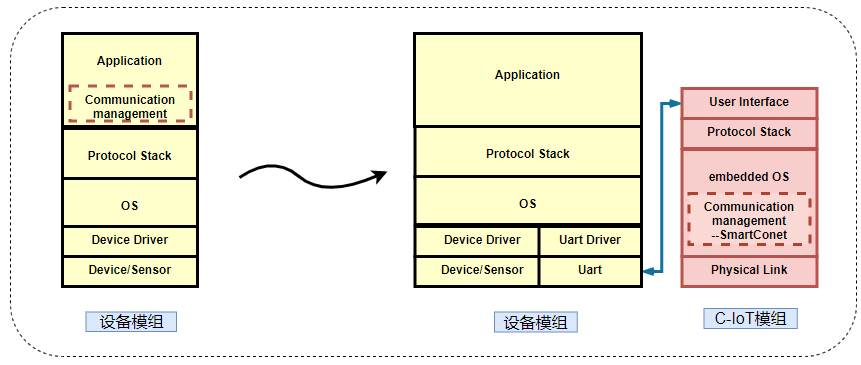 Application
Communication
management
Protocol Stack
OS
Device Driver
Device/Sensor
设备模组
Application
Protocol Stack
OS
Device Driver
Uart Driver
Device/Sensor
Uart
设备模组
User Interface
Protocol Stack
embedded OS
Communication
management
--SmartConet
Physical Link
C-IoT模组